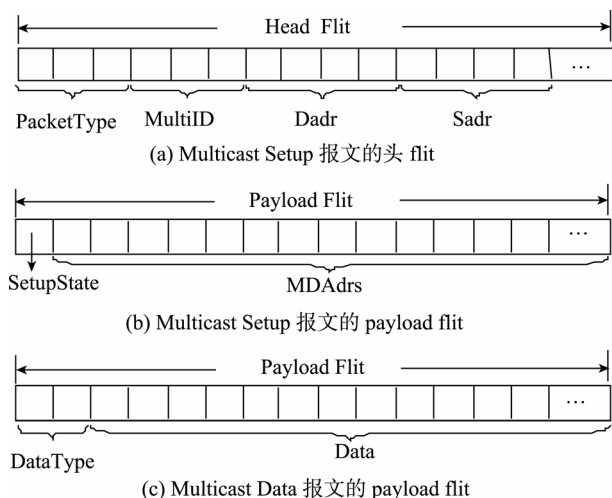 Head Flit
...
PacketType MultiID Dadr Sadr
(a) Multicast Setup 报文的头 flit
Payload Flit
...
SetupState MDAdrs
(b) Multicast Setup 报文的 payload flit
Payload Flit
...
DataType Data
(c) Multicast Data 报文的 payload flit